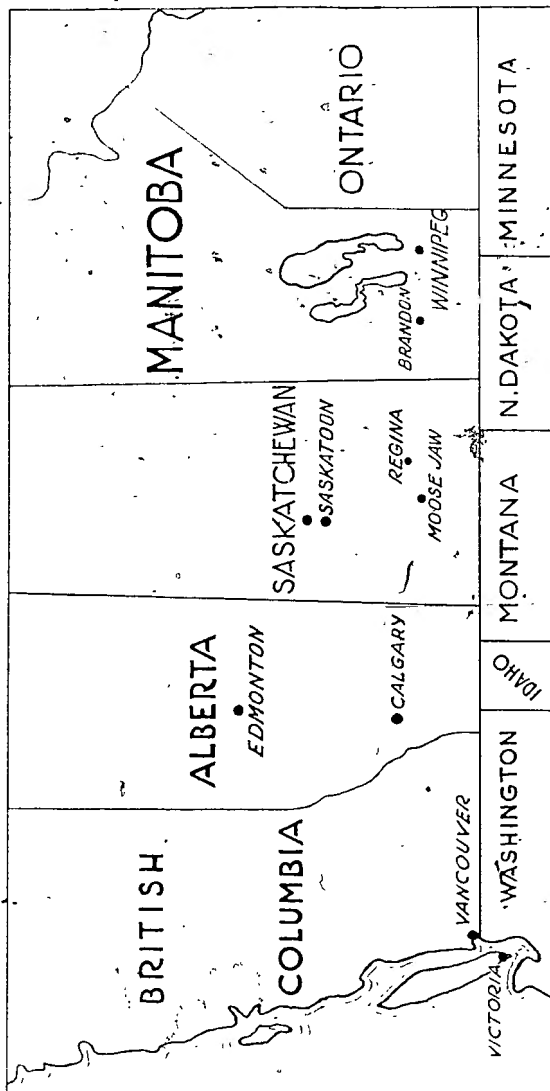 BRITISH
COLUMBIA
ALBERTA
EDMONTON
CALGARY
SASKATCHEWAN
SASKATOON
REGINA
MOOSE JAW
MANITOBA
BRANDON
WINNIPEG
ONTARIO
VANCOUVER
VICTORIA
WASHINGTON
IDAHO
MONTANA
N.DAKOTA
MINNESOTA